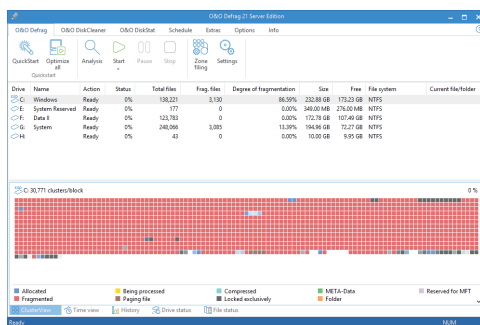 O&O Defrag 21 Server Edition
O&O Defrag O&O DiskCleaner O&O DiskStat Schedule Extras Options Info
QuickStart Optimize all Analysis Start Pause Stop Zone filing Settings
Quickstart
Drive Name Action Status Total files Frag. files Degree of fragmentation Size Free File system Current file/folder
C: Windows Ready 0% 138,221 3,130 86.59% 232.88 GB 173.23 GB NTFS
E: System Reserved Ready 0% 177 0 0.00% 349.00 MB 276.00 MB NTFS
F: Data II Ready 0% 123,783 0 0.00% 172.78 GB 107.49 GB NTFS
G: System Ready 0% 248,066 3,085 13.39% 194.96 GB 72.27 GB NTFS
H: Ready 0% 43 0 0.00% 10.00 GB 9.95 GB NTFS
C: 30,771 clusters/block 0 %
Allocated Being processed Compressed META-Data Reserved for MFT
Fragmented Paging file Locked exclusively Folder
ClusterView Time view History Drive status File status
Ready NUM